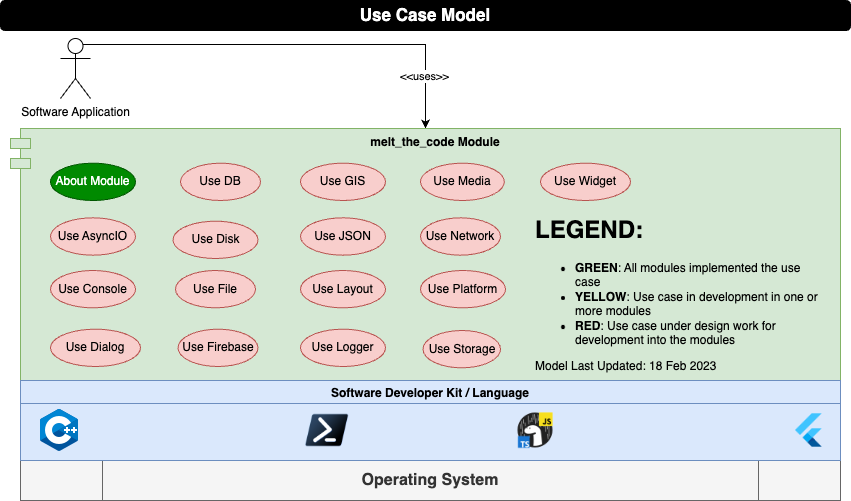 Use Case Model
<<uses>>
Software Application
melt_the_code Module
About Module
Use DB
Use GIS
Use Media
Use Widget
Use AsyncIO
Use Disk
Use JSON
Use Network
LEGEND:
Use Console
Use File
Use Layout
Use Platform
• GREEN: All modules implemented the use
case
• YELLOW: Use case in development in one or
more modules
• RED: Use case under design work for
development into the modules
Use Dialog
Use Firebase
Use Logger
Use Storage
Model Last Updated: 18 Feb 2023
Software Developer Kit / Language
C++
TS
JS
Operating System